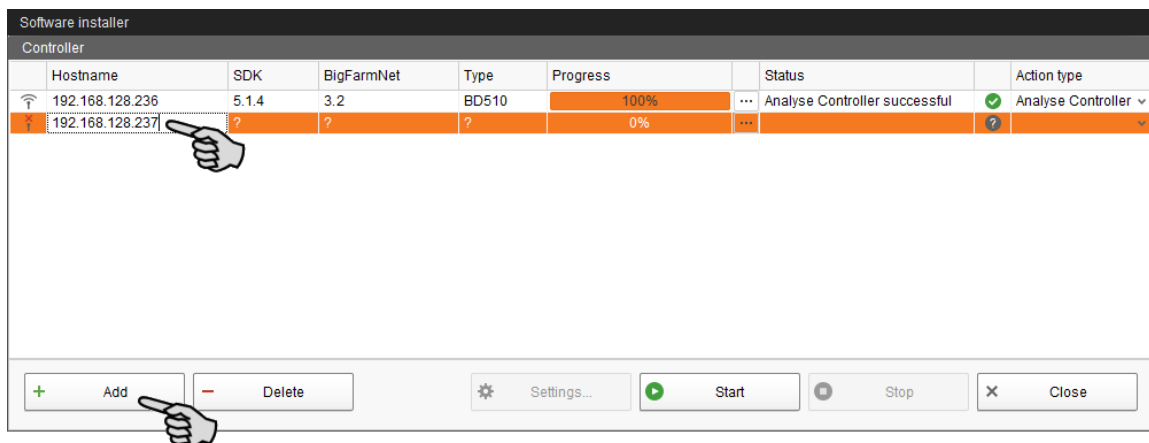 Software installer
Controller
Hostname SDK BigFarmNet Type Progress Status Action type
192.168.128.236 5.1.4 3.2 BD510 100% ... Analyse Controller successful Analyse Controller
192.168.128.237 ? ? ? 0% ... ?
Add Delete Settings... Start Stop Close